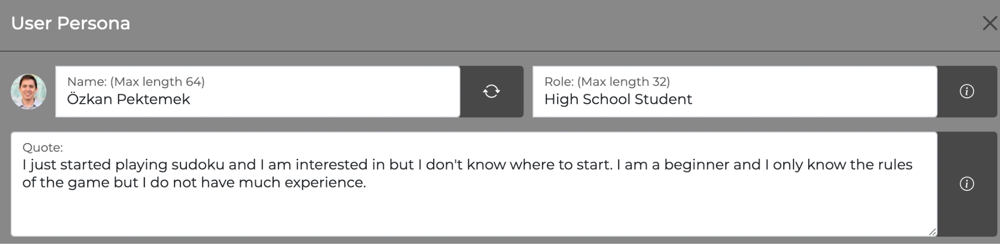 User Persona
Name: (Max length 64)
Özkan Pektemek
Role: (Max length 32)
High School Student
Quote:
I just started playing sudoku and I am interested in but I don't know where to start. I am a beginner and I only know the rules
of the game but I do not have much experience.